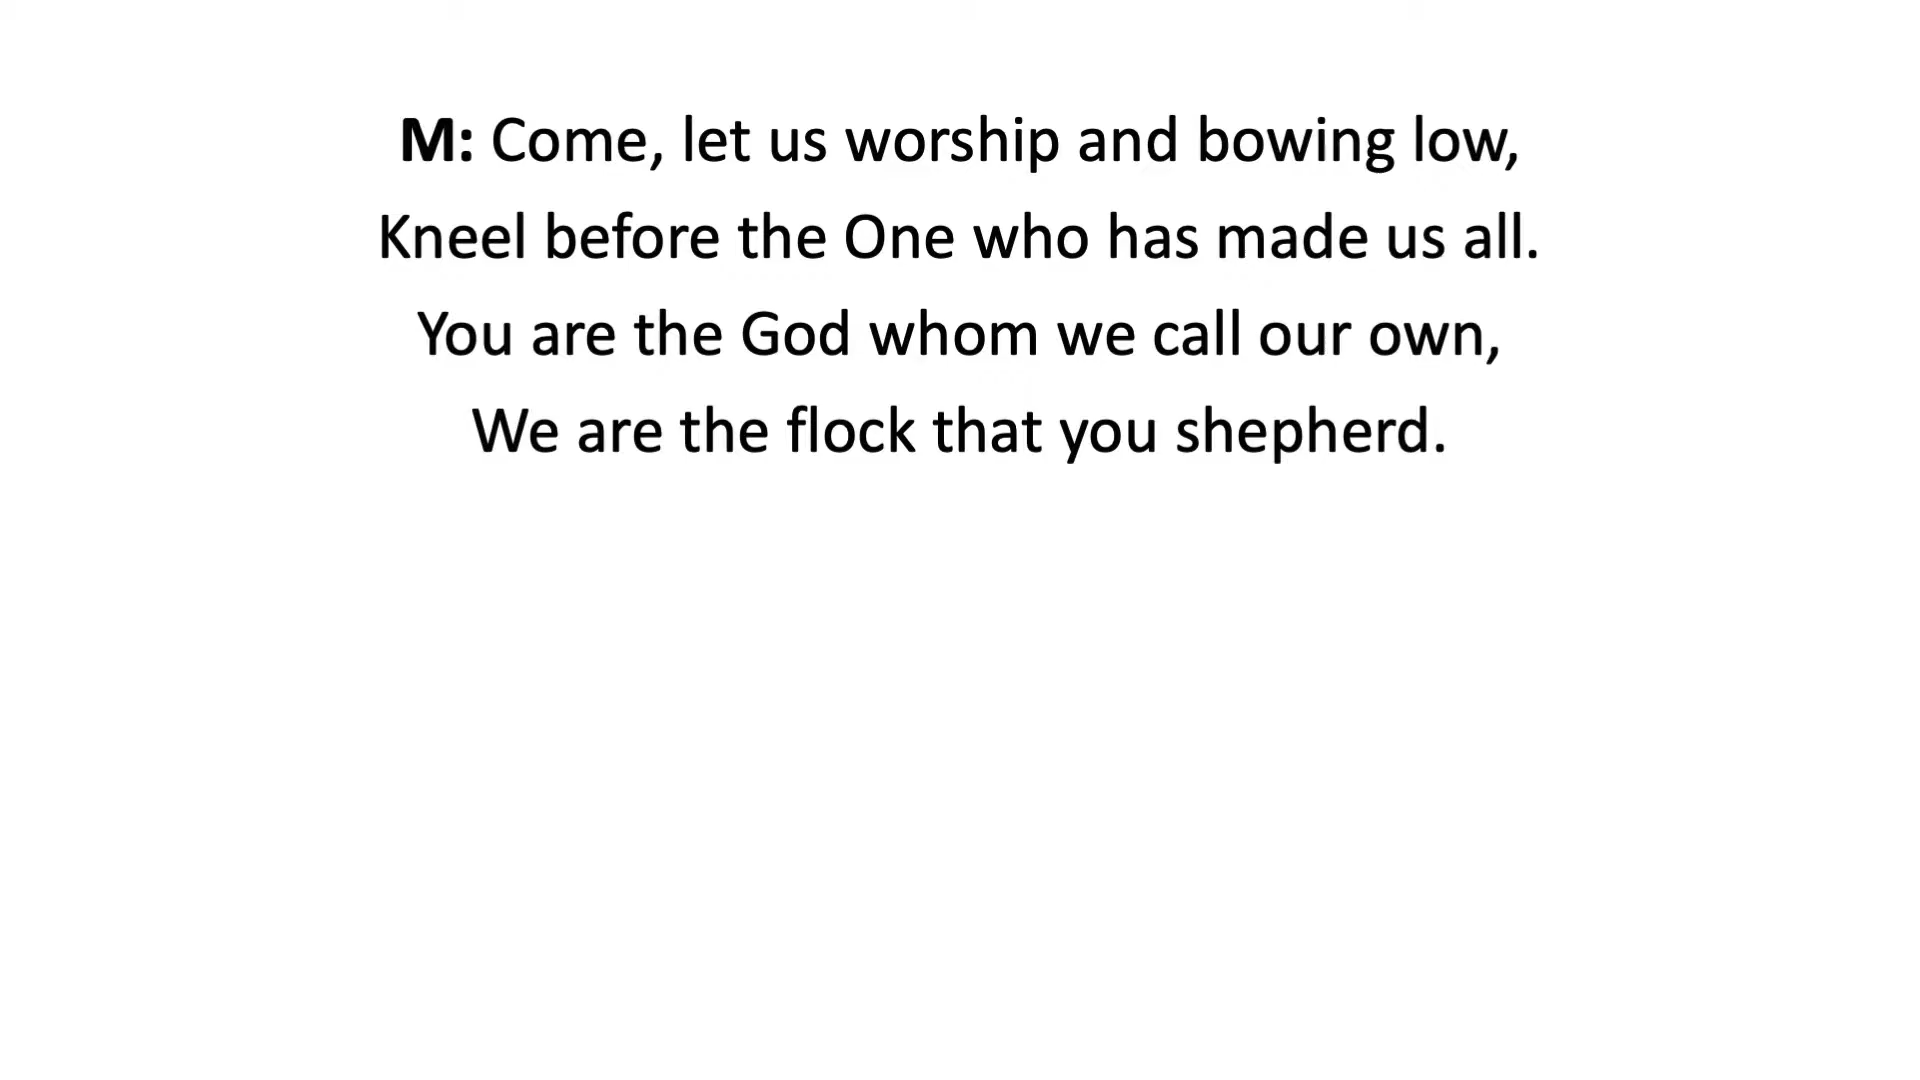 M: Come, let us worship and bowing low,
Kneel before the One who has made us all.
You are the God whom we call our own,
We are the flock that you shepherd.